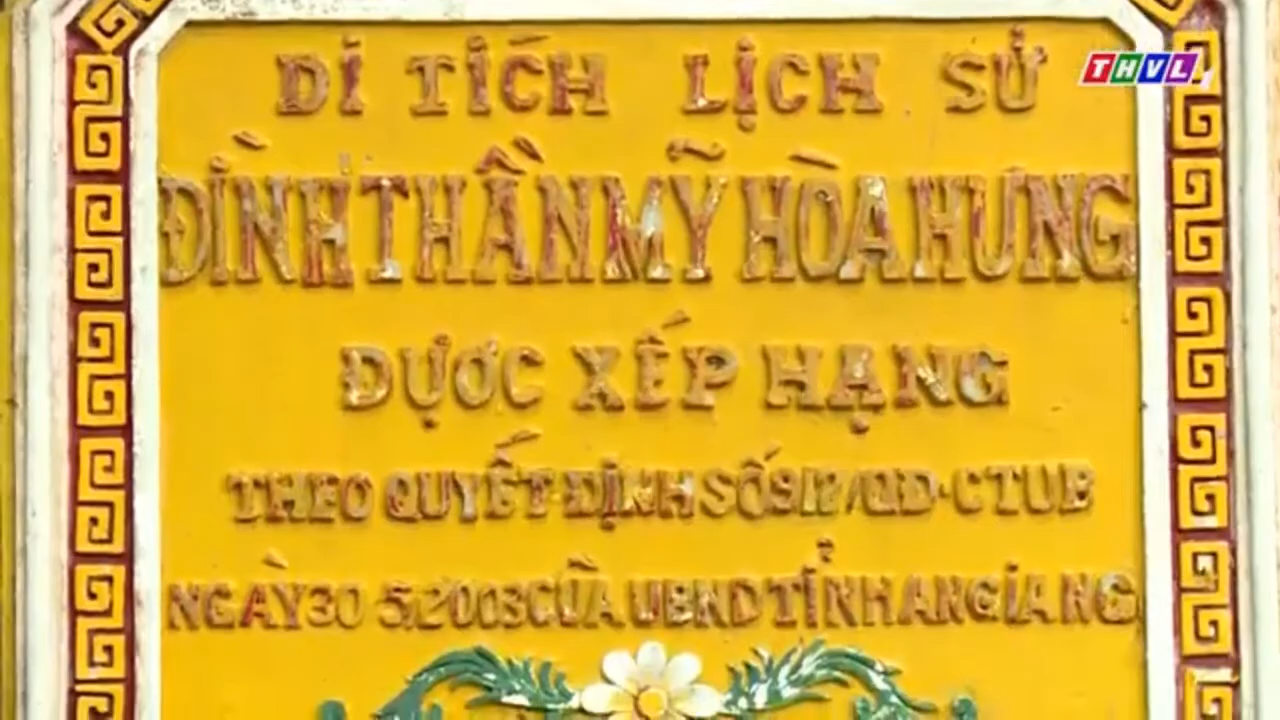 DI TÍCH LỊCH SỬ
THVL
ĐÌNH THẦN MỸ HÒA HƯNG
ĐƯỢC XẾP HẠNG
THEO QUYẾT ĐỊNH SỐ 917/QĐ-CTUB
NGÀY 30 5.2003 CỦA UBND TỈNH AN GIANG